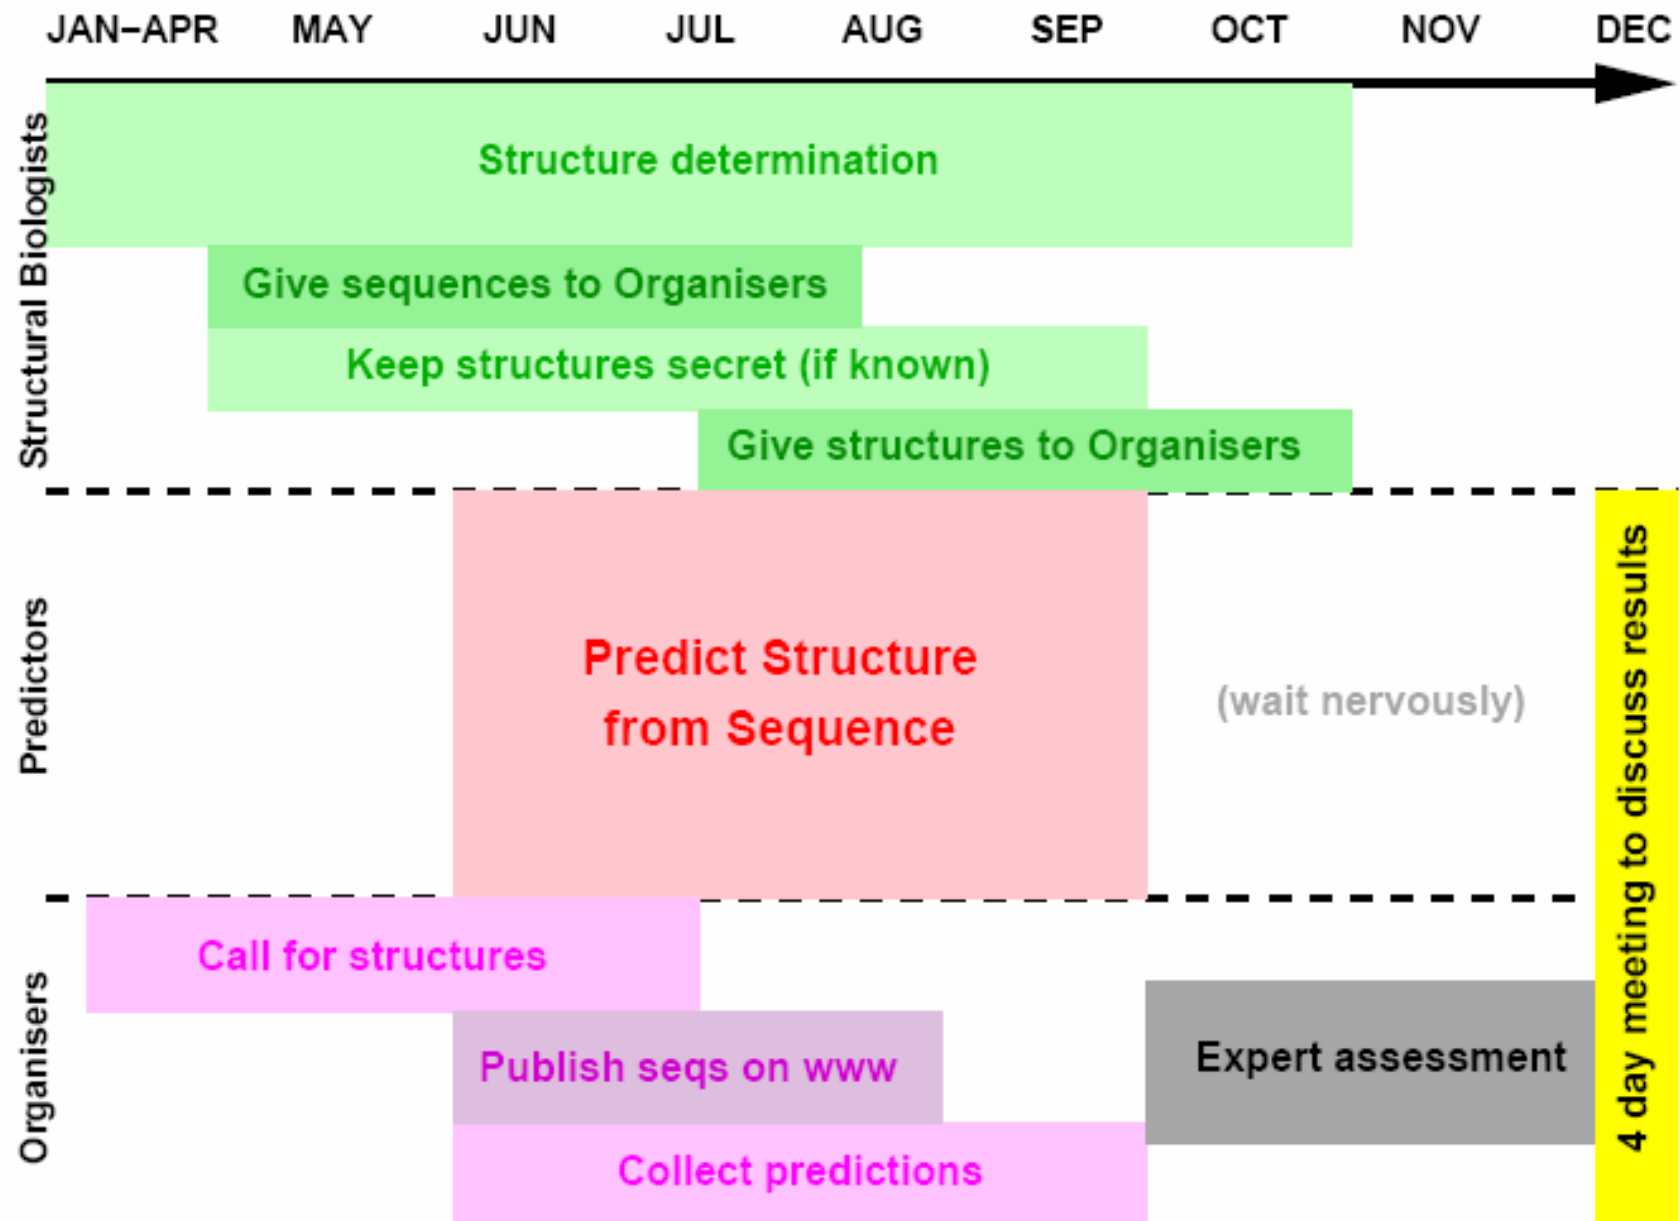 JAN–APR MAY JUN JUL AUG SEP OCT NOV DEC
Structural Biologists
Structure determination
Give sequences to Organisers
Keep structures secret (if known)
Give structures to Organisers
Predictors
Predict Structure
from Sequence
(wait nervously)
4 day meeting to discuss results
Organisers
Call for structures
Publish seqs on www
Expert assessment
Collect predictions